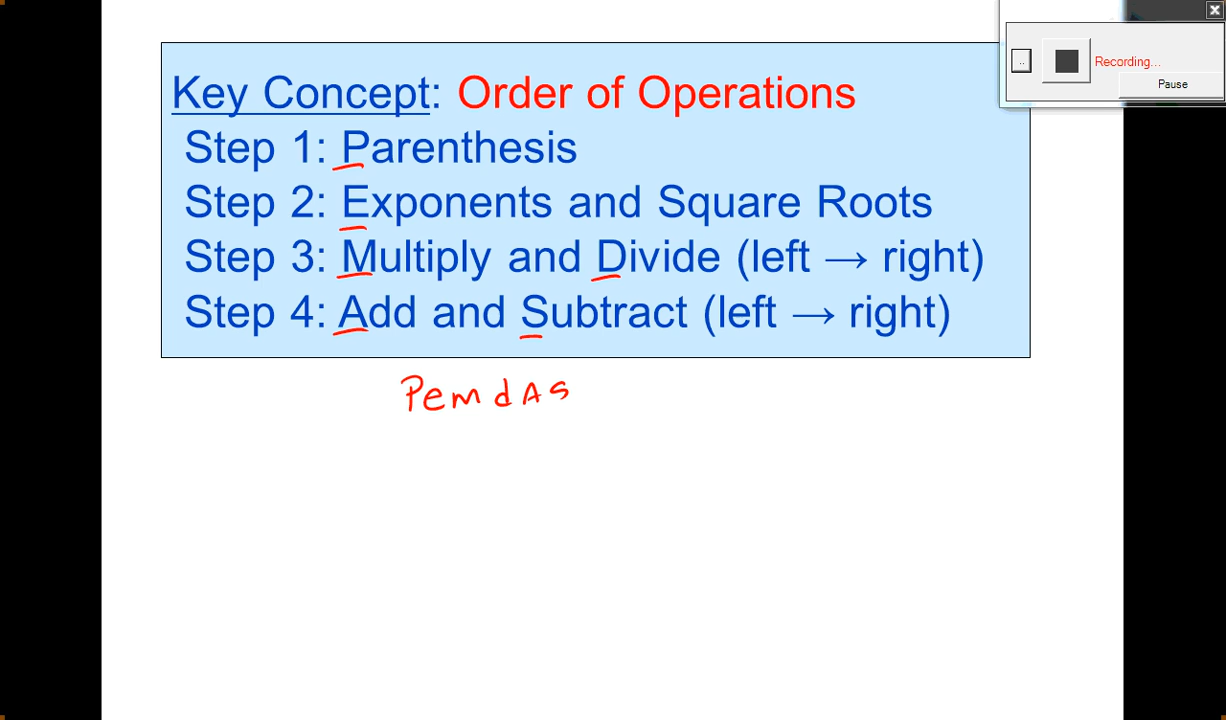 Recording...
Pause
Key Concept: Order of Operations
Step 1: Parenthesis
Step 2: Exponents and Square Roots
Step 3: Multiply and Divide (left → right)
Step 4: Add and Subtract (left → right)
PemdAS